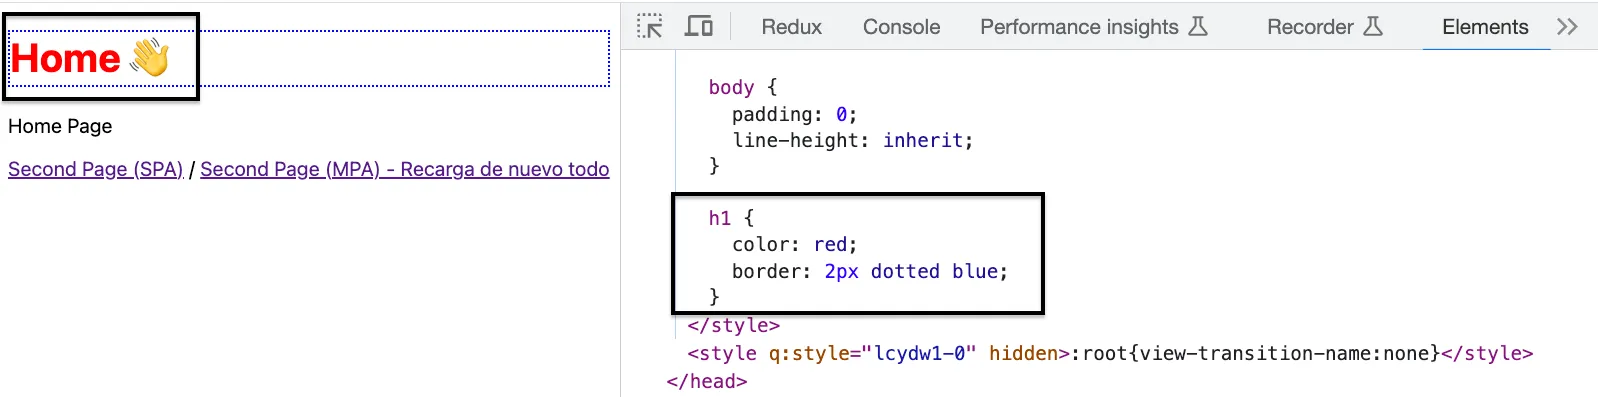 Home 👋
Home Page
Second Page (SPA) / Second Page (MPA) - Recarga de nuevo todo
Redux Console Performance insights Recorder Elements
body {
padding: 0;
line-height: inherit;
}
h1 {
color: red;
border: 2px dotted blue;
}
</style>
<style q:style="lcydw1-0" hidden>:root{view-transition-name:none}</style>
</head>